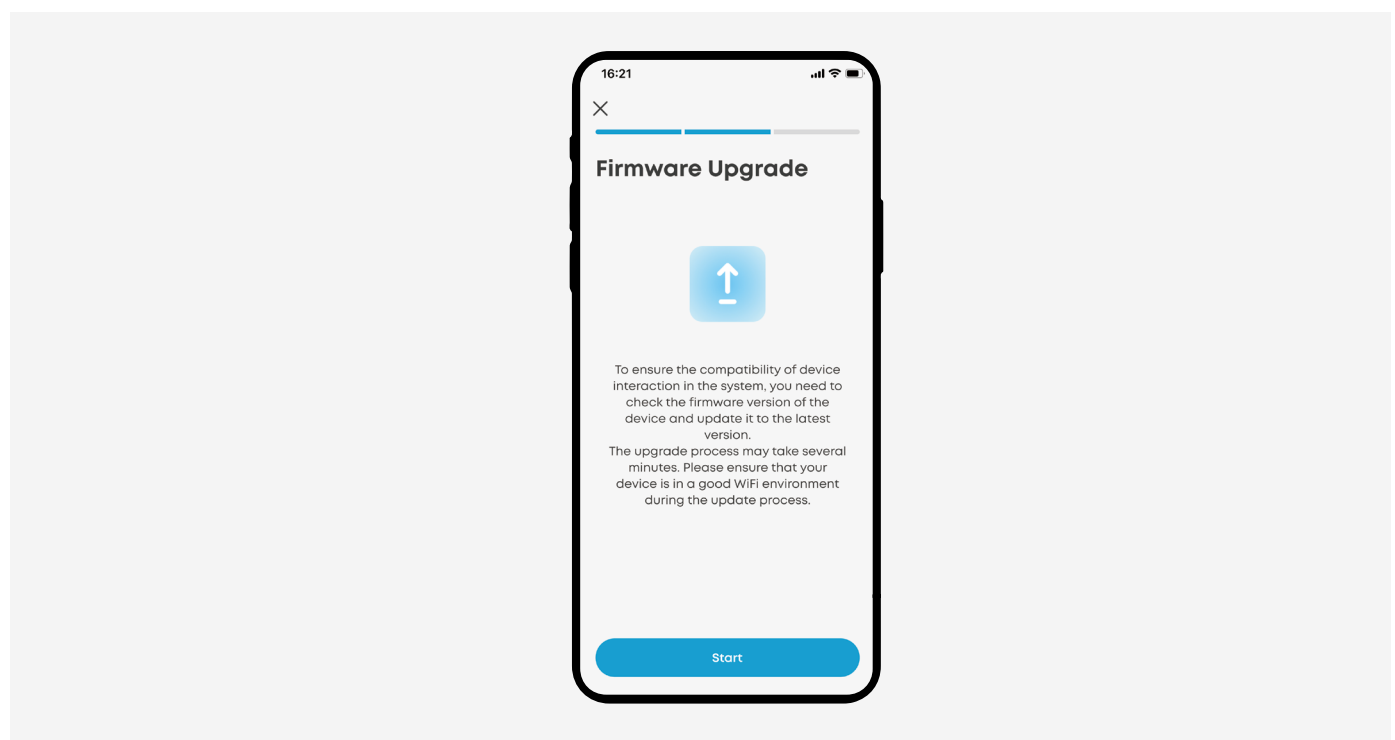 16:21
Firmware Upgrade
To ensure the compatibility of device
interaction in the system, you need to
check the firmware version of the
device and update it to the latest
version.
The upgrade process may take several
minutes. Please ensure that your
device is in a good WiFi environment
during the update process.
Start